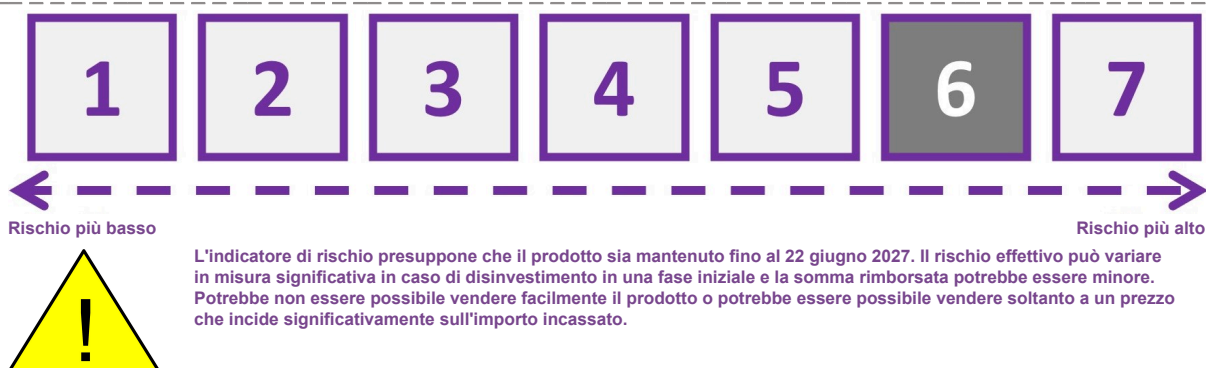 1 2 3 4 5 6 7
Rischio più basso Rischio più alto
L'indicatore di rischio presuppone che il prodotto sia mantenuto fino al 22 giugno 2027. Il rischio effettivo può variare
in misura significativa in caso di disinvestimento in una fase iniziale e la somma rimborsata potrebbe essere minore.
Potrebbe non essere possibile vendere facilmente il prodotto o potrebbe essere possibile vendere soltanto a un prezzo
che incide significativamente sull'importo incassato.
!